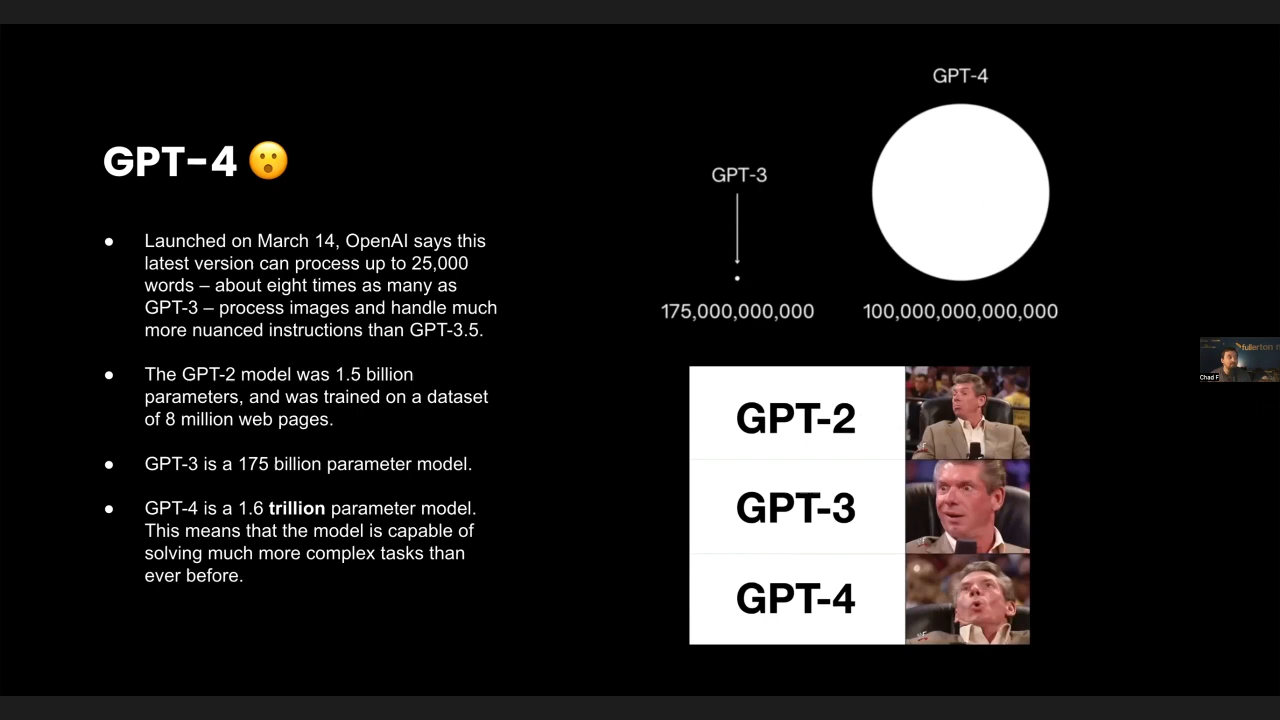 GPT-4 😮
● Launched on March 14, OpenAI says this
latest version can process up to 25,000
words – about eight times as many as
GPT-3 – process images and handle much
more nuanced instructions than GPT-3.5.
● The GPT-2 model was 1.5 billion
parameters, and was trained on a dataset
of 8 million web pages.
● GPT-3 is a 175 billion parameter model.
● GPT-4 is a 1.6 trillion parameter model.
This means that the model is capable of
solving much more complex tasks than
ever before.
GPT-3
175,000,000,000
GPT-4
100,000,000,000,000
GPT-2
GPT-3
GPT-4
fullerton
Chad F